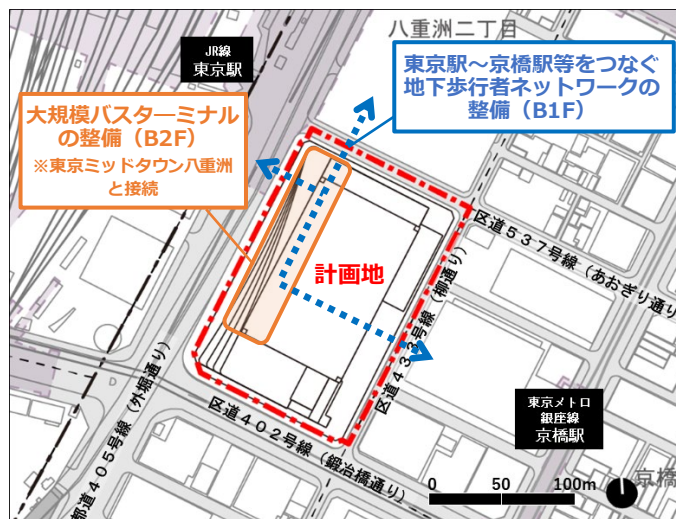 八重洲二丁目
JR線
東京駅
東京駅～京橋駅等をつなぐ
地下歩行者ネットワークの
整備（B1F）
大規模バスターミナル
の整備（B2F）
※東京ミッドタウン八重洲
と接続
計画地
区道５３７号線（あおぎり通り）
区道４３３号線（柳通り）
都道４０５号線（外堀通り）
区道４０２号線（鍛冶橋通り）
東京メトロ
銀座線
京橋駅
京橋
0 50 100m